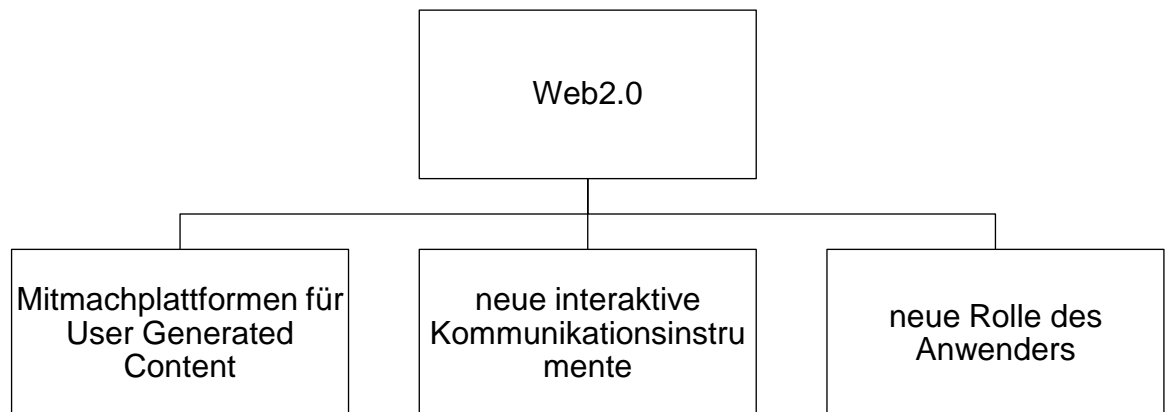 Web2.0
Mitmachplattformen für
User Generated
Content
neue interaktive
Kommunikationsinstru
mente
neue Rolle des
Anwenders